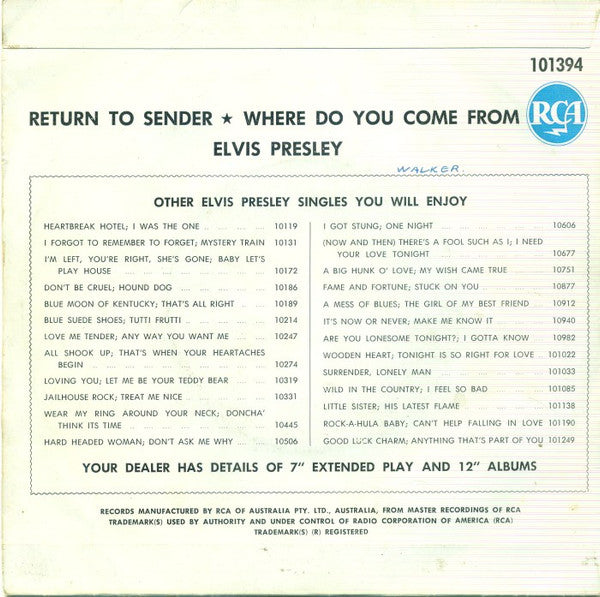 101394
RETURN TO SENDER ★ WHERE DO YOU COME FROM
RCA
ELVIS PRESLEY
WALKER.
OTHER ELVIS PRESLEY SINGLES YOU WILL ENJOY
HEARTBREAK HOTEL; I WAS THE ONE .. .... .... .. 10119
I FORGOT TO REMEMBER TO FORGET; MYSTERY TRAIN 10131
I'M LEFT, YOU'RE RIGHT, SHE'S GONE; BABY LET'S
PLAY HOUSE .... .... .... .... .... .... 10172
DON'T BE CRUEL; HOUND DOG .... .... .... .... 10186
BLUE MOON OF KENTUCKY; THAT'S ALL RIGHT .. .... 10189
BLUE SUEDE SHOES; TUTTI FRUTTI .... .... .... 10214
LOVE ME TENDER; ANY WAY YOU WANT ME .... .... 10247
ALL SHOOK UP; THAT'S WHEN YOUR HEARTACHES
BEGIN .... .... .... .... .... .... .... 10274
LOVING YOU; LET ME BE YOUR TEDDY BEAR .... .... 10319
JAILHOUSE ROCK; TREAT ME NICE .... .... .... 10331
WEAR MY RING AROUND YOUR NECK; DONCHA'
THINK ITS TIME .... .... .... .... .... 10445
HARD HEADED WOMAN; DON'T ASK ME WHY .... .... 10506
I GOT STUNG; ONE NIGHT .... .... .... .... 10606
(NOW AND THEN) THERE'S A FOOL SUCH AS I; I NEED
YOUR LOVE TONIGHT .... .... .... .... 10677
A BIG HUNK O' LOVE; MY WISH CAME TRUE .... 10751
FAME AND FORTUNE; STUCK ON YOU .... .... 10877
A MESS OF BLUES; THE GIRL OF MY BEST FRIEND .... 10912
IT'S NOW OR NEVER; MAKE ME KNOW IT .... .... 10940
ARE YOU LONESOME TONIGHT?; I GOTTA KNOW .... 10982
WOODEN HEART; TONIGHT IS SO RIGHT FOR LOVE .. 101022
SURRENDER, LONELY MAN .... .... .... .... 101033
WILD IN THE COUNTRY; I FEEL SO BAD .... .... 101085
LITTLE SISTER; HIS LATEST FLAME .... .... .... 101138
ROCK-A-HULA BABY; CAN'T HELP FALLING IN LOVE 101190
GOOD LUCK CHARM; ANYTHING THAT'S PART OF YOU 101249
YOUR DEALER HAS DETAILS OF 7" EXTENDED PLAY AND 12" ALBUMS
RECORDS MANUFACTURED BY RCA OF AUSTRALIA PTY. LTD., AUSTRALIA, FROM MASTER RECORDINGS OF RCA
TRADEMARK(S) USED BY AUTHORITY AND UNDER CONTROL OF RADIO CORPORATION OF AMERICA (RCA)
TRADEMARK(S) (R) REGISTERED